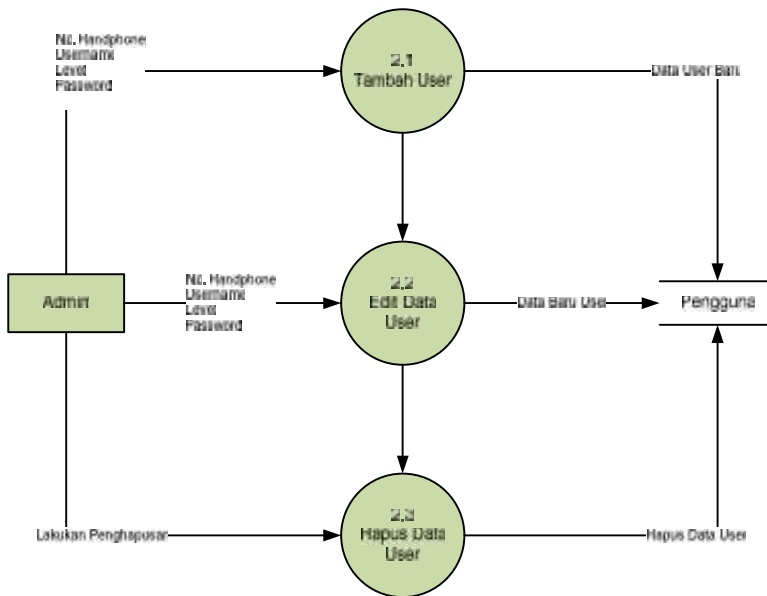 No. Handphone
Username
Level
Password
2.1
Tambah User
Data User Baru
Admin
No. Handphone
Username
Level
Password
2.2
Edit Data
User
Data Baru User
Pengguna
Lakukan Penghapusan
2.3
Hapus Data
User
Hapus Data User